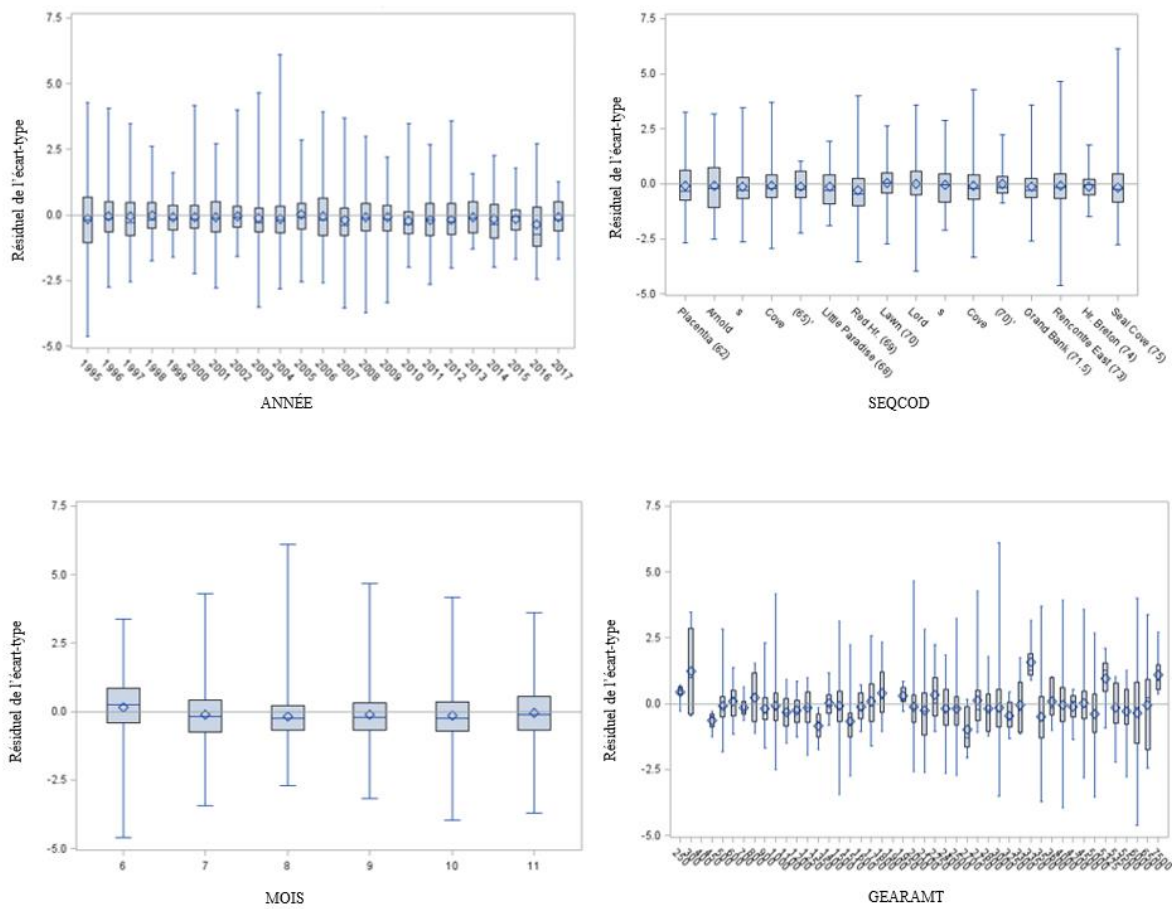 7.5
5.0
2.5
0.0
-2.5
-5.0
Résiduel de l'écart-type
1995 1996 1997 1998 1999 2000 2001 2002 2003 2004 2005 2006 2007 2008 2009 2010 2011 2012 2013 2014 2015 2016 2017
ANNÉE
7.5
5.0
2.5
0.0
-2.5
-5.0
Résiduel de l'écart-type
Placentia (62)
Arnold
s
Cove
(65)'
Little Paradise (68)
Red Hr. (69)
Lawn (70)
Lord
s
Cove
(70)'
Grand Bank (71.5)
Rencontre East (73)
Hr. Breton (74)
Seal Cove (75)
SEQCOD
7.5
5.0
2.5
0.0
-2.5
-5.0
Résiduel de l'écart-type
6 7 8 9 10 11
MOIS
7.5
5.0
2.5
0.0
-2.5
-5.0
Résiduel de l'écart-type
GEARAMT